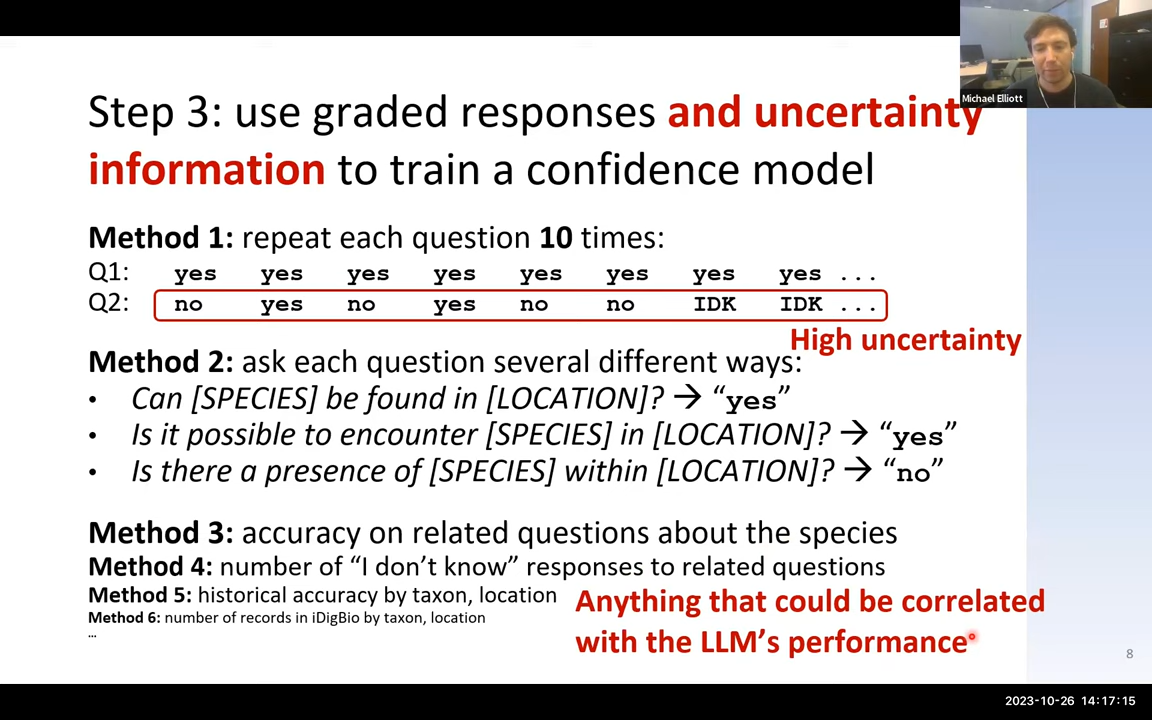 Michael Elliott
Step 3: use graded responses and uncertainty
information to train a confidence model
Method 1: repeat each question 10 times:
Q1: yes yes yes yes yes yes yes yes ...
Q2: no yes no yes no no IDK IDK ...
High uncertainty
Method 2: ask each question several different ways:
• Can [SPECIES] be found in [LOCATION]? → “yes”
• Is it possible to encounter [SPECIES] in [LOCATION]? → “yes”
• Is there a presence of [SPECIES] within [LOCATION]? → “no”
Method 3: accuracy on related questions about the species
Method 4: number of “I don’t know” responses to related questions
Method 5: historical accuracy by taxon, location
Method 6: number of records in iDigBio by taxon, location
...
Anything that could be correlated
with the LLM’s performance
8
2023-10-26 14:17:15